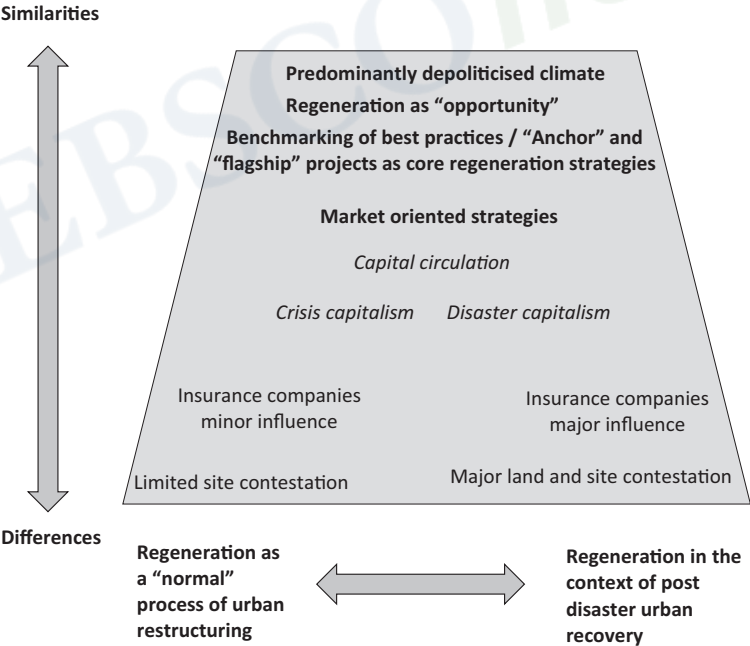 Similarities
Predominantly depoliticised climate
Regeneration as “opportunity”
Benchmarking of best practices / “Anchor” and
“flagship” projects as core regeneration strategies
Market oriented strategies
Capital circulation
Crisis capitalism Disaster capitalism
Insurance companies
minor influence
Insurance companies
major influence
Limited site contestation
Major land and site contestation
Differences
Regeneration as
a “normal”
process of urban
restructuring
Regeneration in the
context of post
disaster urban
recovery
EBSCO